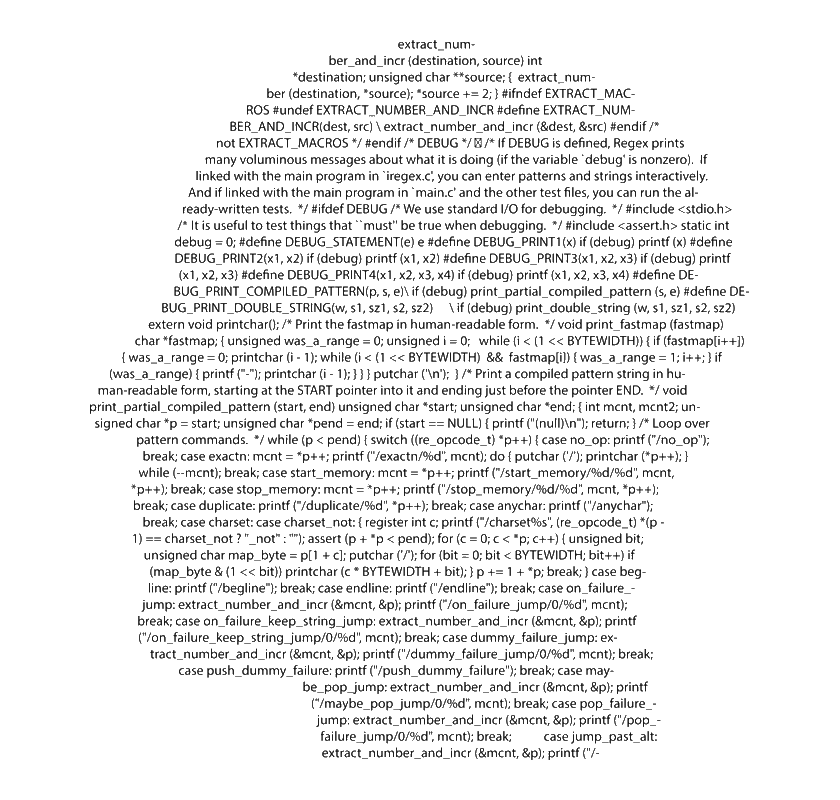 extract_num-
ber_and_incr (destination, source) int
*destination; unsigned char **source; { extract_num-
ber (destination, *source); *source += 2; } #ifndef EXTRACT_MAC-
ROS #undef EXTRACT_NUMBER_AND_INCR #define EXTRACT_NUM-
BER_AND_INCR(dest, src) \ extract_number_and_incr (&dest, &src) #endif /*
not EXTRACT_MACROS */ #endif /* DEBUG */ /* If DEBUG is defined, Regex prints
many voluminous messages about what it is doing (if the variable `debug' is nonzero). If
linked with the main program in `iregex.c', you can enter patterns and strings interactively.
And if linked with the main program in `main.c' and the other test files, you can run the al-
ready-written tests. */ #ifdef DEBUG /* We use standard I/O for debugging. */ #include <stdio.h>
/* It is useful to test things that ``must'' be true when debugging. */ #include <assert.h> static int
debug = 0; #define DEBUG_STATEMENT(e) e #define DEBUG_PRINT1(x) if (debug) printf (x) #define
DEBUG_PRINT2(x1, x2) if (debug) printf (x1, x2) #define DEBUG_PRINT3(x1, x2, x3) if (debug) printf
(x1, x2, x3) #define DEBUG_PRINT4(x1, x2, x3, x4) if (debug) printf (x1, x2, x3, x4) #define DE-
BUG_PRINT_COMPILED_PATTERN(p, s, e)\ if (debug) print_partial_compiled_pattern (s, e) #define DE-
BUG_PRINT_DOUBLE_STRING(w, s1, sz1, s2, sz2) \ if (debug) print_double_string (w, s1, sz1, s2, sz2)
extern void printchar(); /* Print the fastmap in human-readable form. */ void print_fastmap (fastmap)
char *fastmap; { unsigned was_a_range = 0; unsigned i = 0; while (i < (1 << BYTEWIDTH)) { if (fastmap[i++])
{ was_a_range = 0; printchar (i - 1); while (i < (1 << BYTEWIDTH) && fastmap[i]) { was_a_range = 1; i++; } if
(was_a_range) { printf ("-"); printchar (i - 1); } } } putchar ('\n'); } /* Print a compiled pattern string in hu-
man-readable form, starting at the START pointer into it and ending just before the pointer END. */ void
print_partial_compiled_pattern (start, end) unsigned char *start; unsigned char *end; { int mcnt, mcnt2; un-
signed char *p = start; unsigned char *pend = end; if (start == NULL) { printf ("(null)\n"); return; } /* Loop over
pattern commands. */ while (p < pend) { switch ((re_opcode_t) *p++) { case no_op: printf ("/no_op");
break; case exactn: mcnt = *p++; printf ("/exactn/%d", mcnt); do { putchar ('/'); printchar (*p++); }
while (--mcnt); break; case start_memory: mcnt = *p++; printf ("/start_memory/%d/%d", mcnt,
*p++); break; case stop_memory: mcnt = *p++; printf ("/stop_memory/%d/%d", mcnt, *p++);
break; case duplicate: printf ("/duplicate/%d", *p++); break; case anychar: printf ("/anychar");
break; case charset: case charset_not: { register int c; printf ("/charset%s", (re_opcode_t) *(p -
1) == charset_not ? "_not" : ""); assert (p + *p < pend); for (c = 0; c < *p; c++) { unsigned bit;
unsigned char map_byte = p[1 + c]; putchar ('/'); for (bit = 0; bit < BYTEWIDTH; bit++) if
(map_byte & (1 << bit)) printchar (c * BYTEWIDTH + bit); } p += 1 + *p; break; } case beg-
line: printf ("/begline"); break; case endline: printf ("/endline"); break; case on_failure_-
jump: extract_number_and_incr (&mcnt, &p); printf ("/on_failure_jump/0/%d", mcnt);
break; case on_failure_keep_string_jump: extract_number_and_incr (&mcnt, &p); printf
("/on_failure_keep_string_jump/0/%d", mcnt); break; case dummy_failure_jump: ex-
tract_number_and_incr (&mcnt, &p); printf ("/dummy_failure_jump/0/%d", mcnt); break;
case push_dummy_failure: printf ("/push_dummy_failure"); break; case may-
be_pop_jump: extract_number_and_incr (&mcnt, &p); printf
("/maybe_pop_jump/0/%d", mcnt); break; case pop_failure_-
jump: extract_number_and_incr (&mcnt, &p); printf ("/pop_-
failure_jump/0/%d", mcnt); break; case jump_past_alt:
extract_number_and_incr (&mcnt, &p); printf ("/-